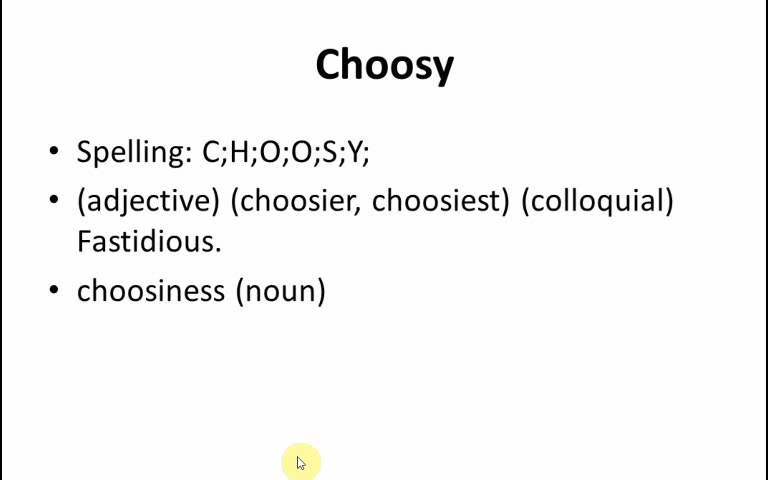 Choosy
• Spelling: C;H;O;O;S;Y;
• (adjective) (choosier, choosiest) (colloquial)
Fastidious.
• choosiness (noun)